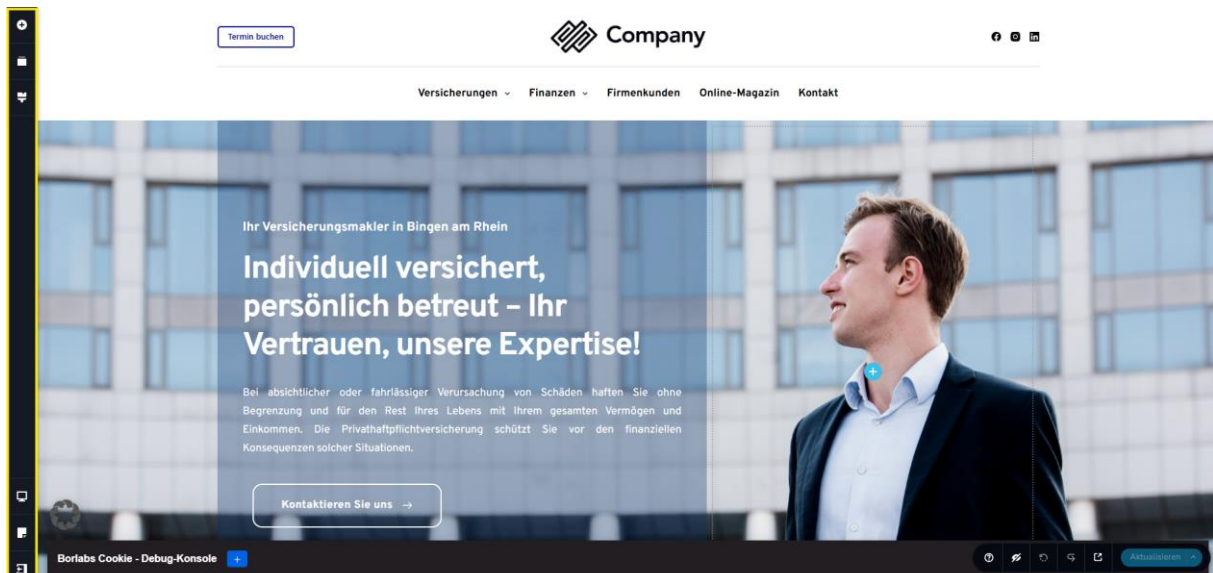 Termin buchen
Company
Versicherungen
Finanzen
Firmenkunden
Online-Magazin
Kontakt
Ihr Versicherungsmakler in Bingen am Rhein
Individuell versichert,
persönlich betreut – Ihr
Vertrauen, unsere Expertise!
Bei absichtlicher oder fahrlässiger Verursachung von Schäden haften Sie ohne
Begrenzung und für den Rest Ihres Lebens mit Ihrem gesamten Vermögen und
Einkommen. Die Privathaftpflichtversicherung schützt Sie vor den finanziellen
Konsequenzen solcher Situationen.
Kontaktieren Sie uns →
Borlabs Cookie - Debug-Konsole
+
Aktualisieren